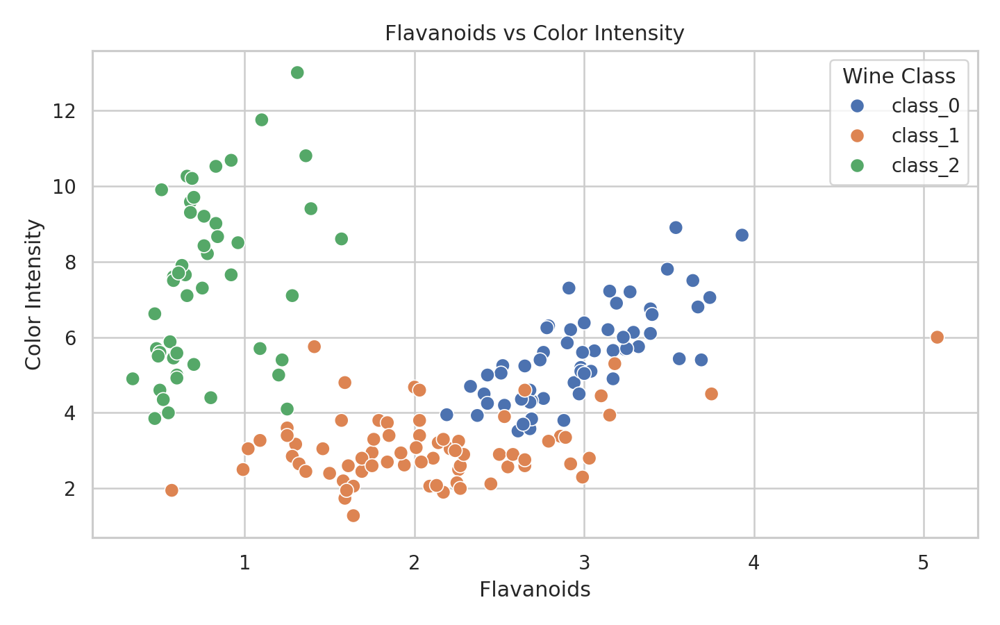 Flavanoids vs Color Intensity
Wine Class
class_0
class_1
class_2
Color Intensity
12
10
8
6
4
2
1 2 3 4 5
Flavanoids